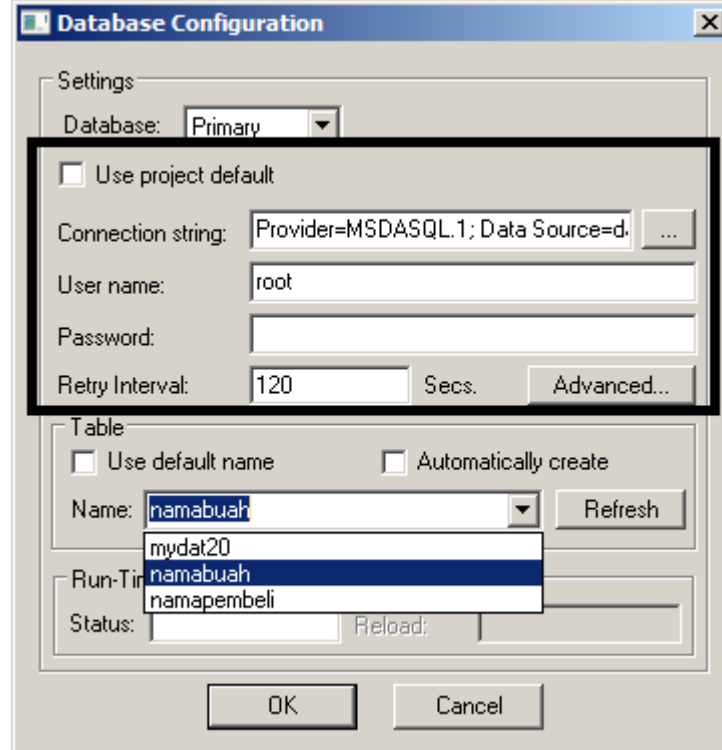 Database Configuration
Settings
Database: Primary
Use project default
Connection string: Provider=MSDASQL.1; Data Source=d ...
User name: root
Password:
Retry Interval: 120 Secs. Advanced...
Table
Use default name Automatically create
Name: namabuah Refresh
mydat20
namabuah
namapembeli
Status: Reload:
OK Cancel